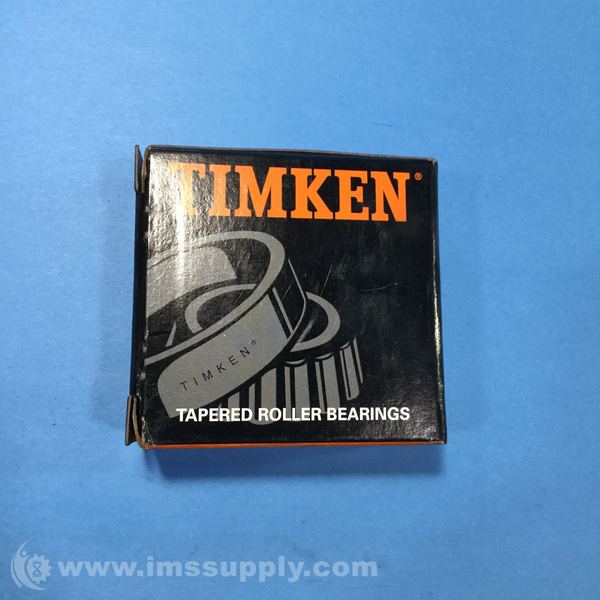 TIMKEN®
TIMKEN®
TAPERED ROLLER BEARINGS
www.imssupply.com